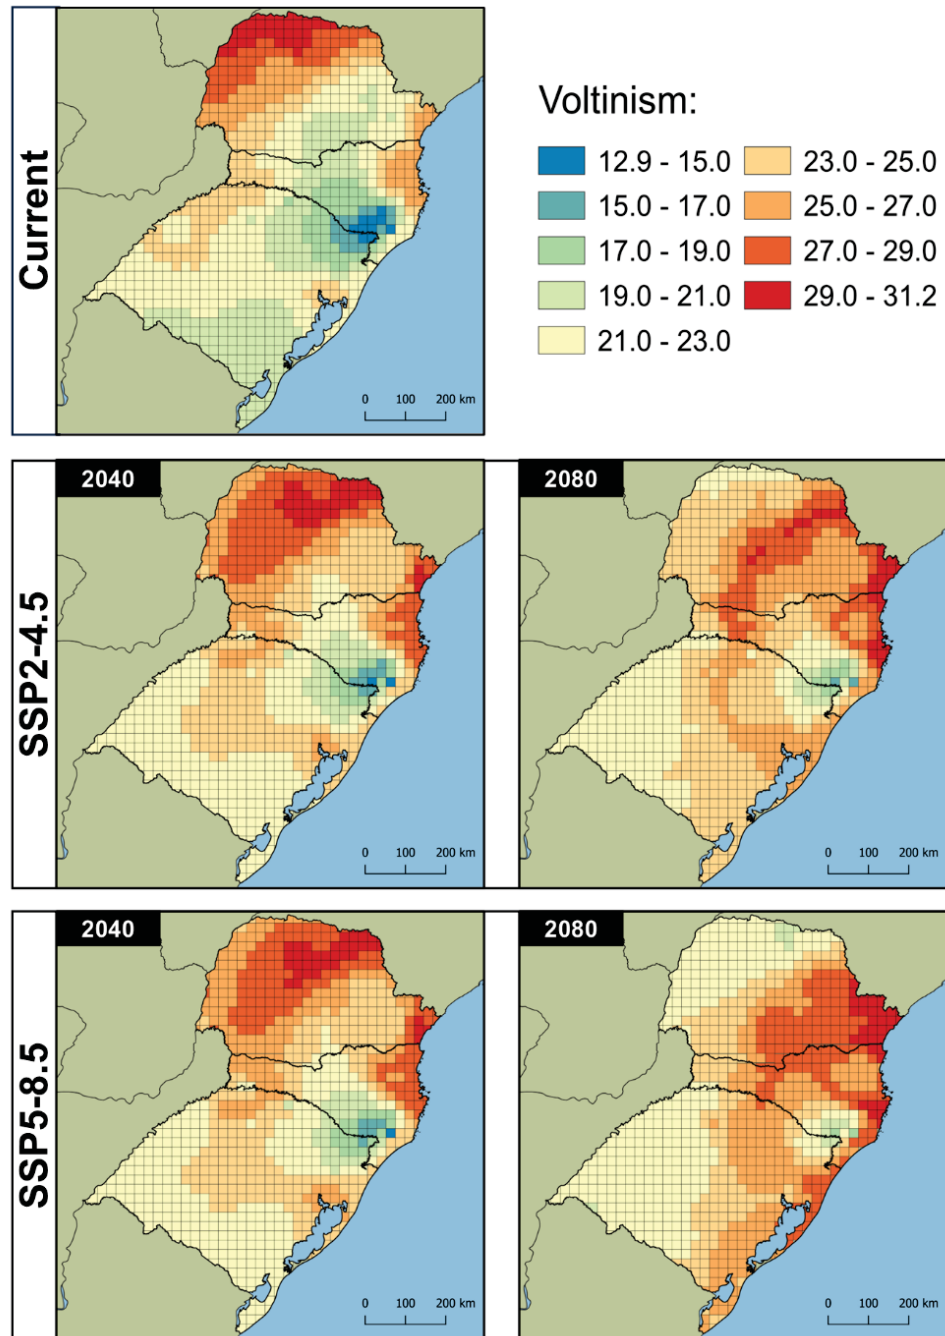 Current
0 100 200 km
Voltinism:
12.9 - 15.0
15.0 - 17.0
17.0 - 19.0
19.0 - 21.0
21.0 - 23.0
23.0 - 25.0
25.0 - 27.0
27.0 - 29.0
29.0 - 31.2
SSP2-4.5
2040
0 100 200 km
2080
0 100 200 km
SSP5-8.5
2040
0 100 200 km
2080
0 100 200 km